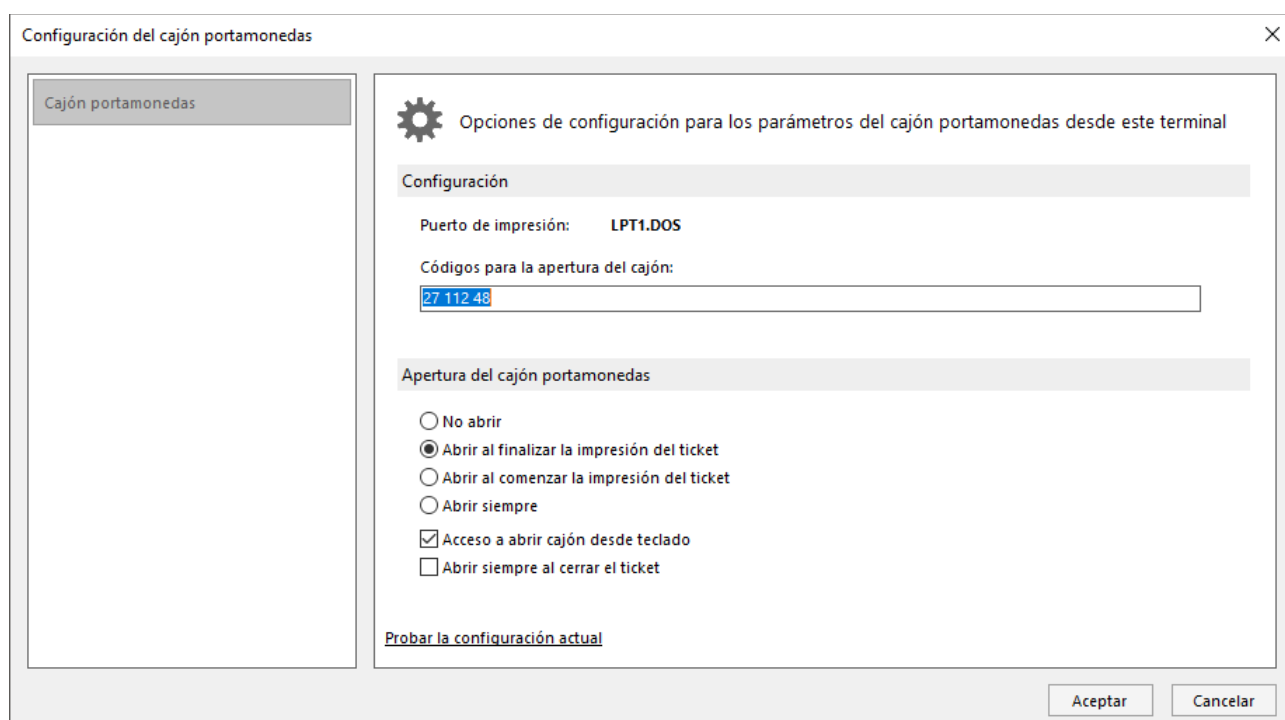 Configuración del cajón portamonedas
Cajón portamonedas
Opciones de configuración para los parámetros del cajón portamonedas desde este terminal
Configuración
Puerto de impresión: LPT1.DOS
Códigos para la apertura del cajón:
27 112 48
Apertura del cajón portamonedas
No abrir
Abrir al finalizar la impresión del ticket
Abrir al comenzar la impresión del ticket
Abrir siempre
Acceso a abrir cajón desde teclado
Abrir siempre al cerrar el ticket
Probar la configuración actual
Aceptar Cancelar